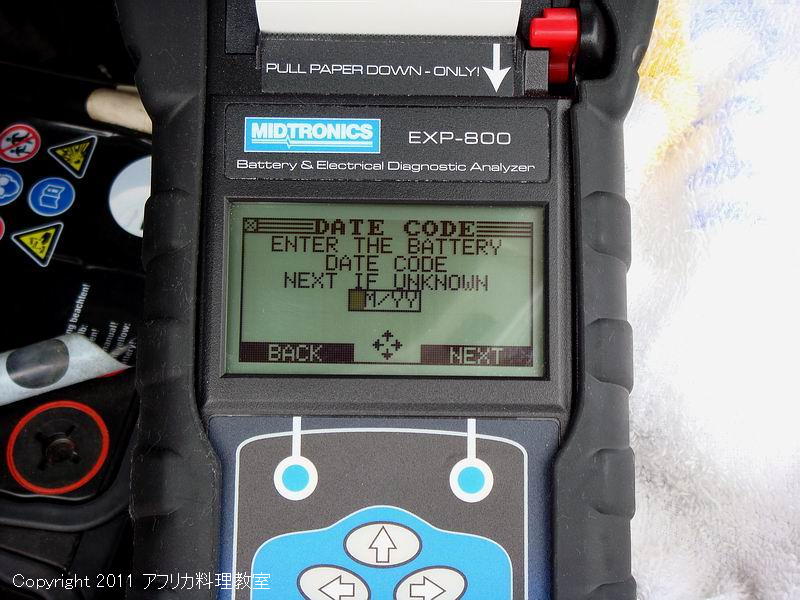 PULL PAPER DOWN - ONLY!
MIDTRONICS EXP-800
Battery & Electrical Diagnostic Analyzer
DATE CODE
ENTER THE BATTERY
DATE CODE
NEXT IF UNKNOWN
M/YY
BACK NEXT
beachten!
Copyright 2011 アフリカ料理教室